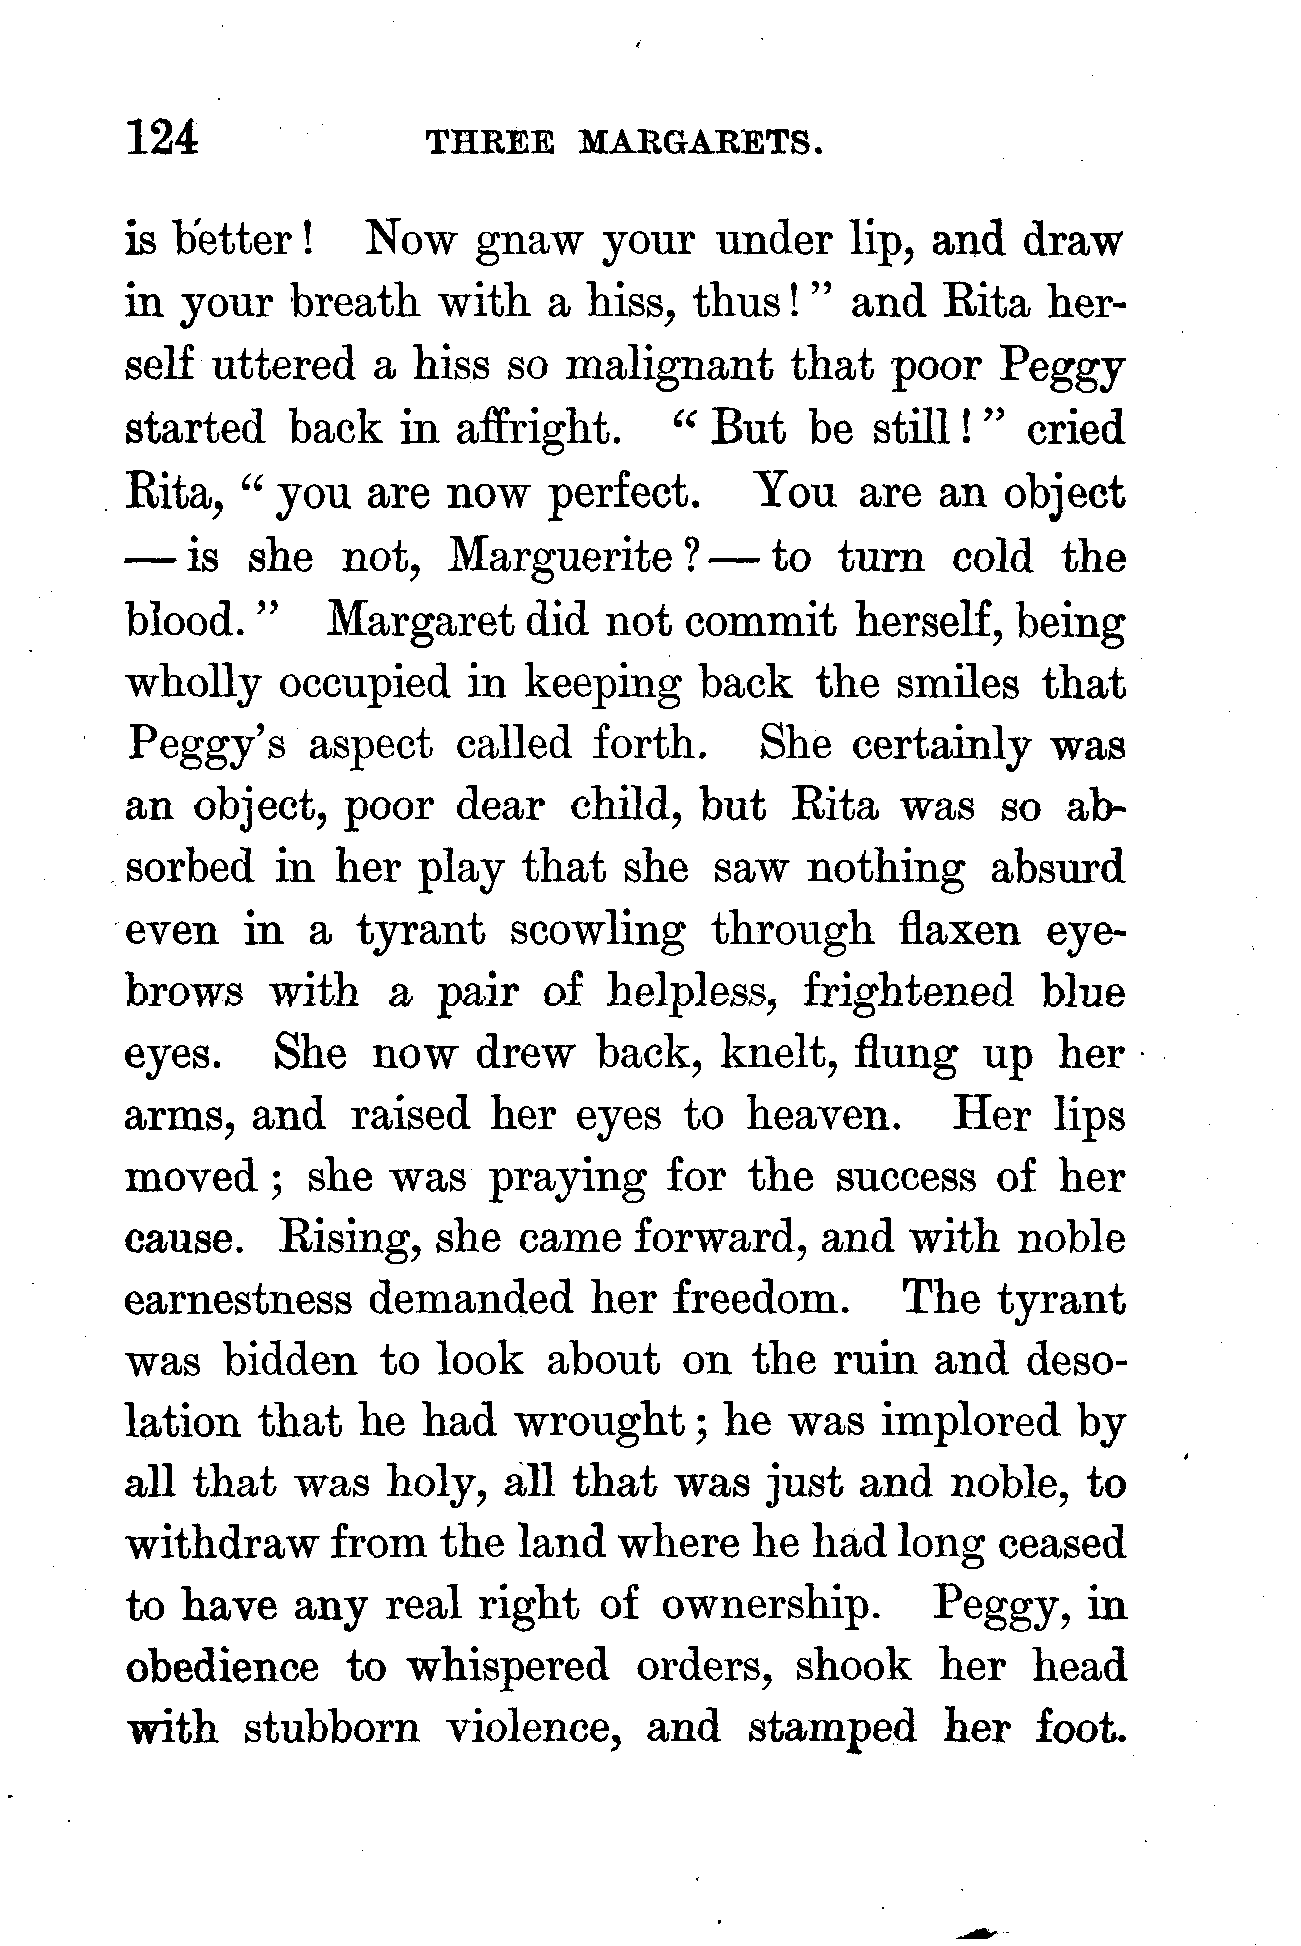 124 THREE MARGARETS.
is better! Now gnaw your under lip, and draw
in your breath with a hiss, thus!" and Rita her-
self uttered a hiss so malignant that poor Peggy
started back in affright. "But be still!" cried
Rita, "you are now perfect. You are an object
— is she not, Marguerite? — to turn cold the
blood." Margaret did not commit herself, being
wholly occupied in keeping back the smiles that
Peggy's aspect called forth. She certainly was
an object, poor dear child, but Rita was so ab-
sorbed in her play that she saw nothing absurd
even in a tyrant scowling through flaxen eye-
brows with a pair of helpless, frightened blue
eyes. She now drew back, knelt, flung up her
arms, and raised her eyes to heaven. Her lips
moved; she was praying for the success of her
cause. Rising, she came forward, and with noble
earnestness demanded her freedom. The tyrant
was bidden to look about on the ruin and deso-
lation that he had wrought; he was implored by
all that was holy, all that was just and noble, to
withdraw from the land where he had long ceased
to have any real right of ownership. Peggy, in
obedience to whispered orders, shook her head
with stubborn violence, and stamped her foot.